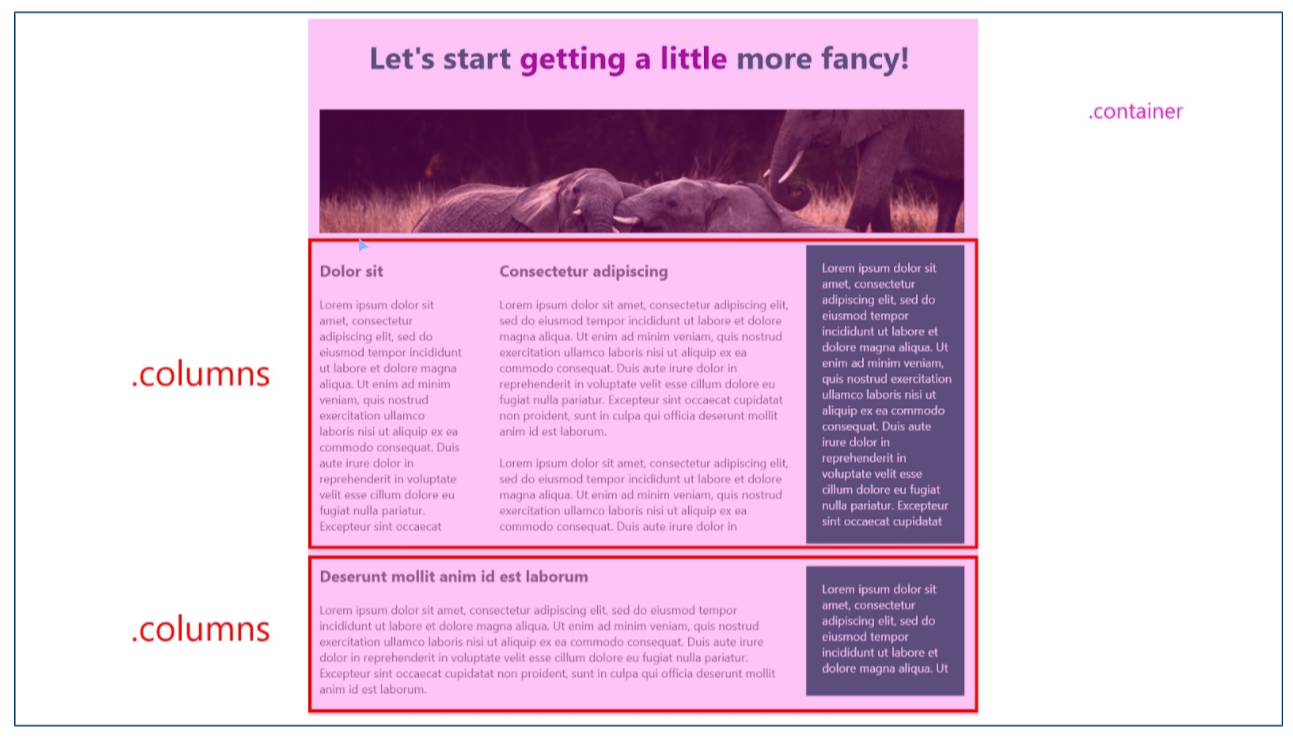 Let's start getting a little more fancy!
.container
.columns
Dolor sit
Lorem ipsum dolor sit
amet, consectetur
adipiscing elit, sed do
eiusmod tempor incididunt
ut labore et dolore magna
aliqua. Ut enim ad minim
veniam, quis nostrud
exercitation ullamco
laboris nisi ut aliquip ex ea
commodo consequat. Duis
aute irure dolor in
reprehenderit in voluptate
velit esse cillum dolore eu
fugiat nulla pariatur.
Excepteur sint occaecat
Consectetur adipiscing
Lorem ipsum dolor sit amet, consectetur adipiscing elit,
sed do eiusmod tempor incididunt ut labore et dolore
magna aliqua. Ut enim ad minim veniam, quis nostrud
exercitation ullamco laboris nisi ut aliquip ex ea
commodo consequat. Duis aute irure dolor in
reprehenderit in voluptate velit esse cillum dolore eu
fugiat nulla pariatur. Excepteur sint occaecat cupidatat
non proident, sunt in culpa qui officia deserunt mollit
anim id est laborum.
Lorem ipsum dolor sit amet, consectetur adipiscing elit,
sed do eiusmod tempor incididunt ut labore et dolore
magna aliqua. Ut enim ad minim veniam, quis nostrud
exercitation ullamco laboris nisi ut aliquip ex ea
commodo consequat. Duis aute irure dolor in
Lorem ipsum dolor sit
amet, consectetur
adipiscing elit, sed do
eiusmod tempor
incididunt ut labore et
dolore magna aliqua. Ut
enim ad minim veniam,
quis nostrud exercitation
ullamco laboris nisi ut
aliquip ex ea commodo
consequat. Duis aute
irure dolor in
reprehenderit in
voluptate velit esse
cillum dolore eu fugiat
nulla pariatur. Excepteur
sint occaecat cupidatat
.columns
Deserunt mollit anim id est laborum
Lorem ipsum dolor sit amet, consectetur adipiscing elit, sed do eiusmod tempor
incididunt ut labore et dolore magna aliqua. Ut enim ad minim veniam, quis nostrud
exercitation ullamco laboris nisi ut aliquip ex ea commodo consequat. Duis aute irure
dolor in reprehenderit in voluptate velit esse cillum dolore eu fugiat nulla pariatur.
Excepteur sint occaecat cupidatat non proident, sunt in culpa qui officia deserunt mollit
anim id est laborum.
Lorem ipsum dolor sit
amet, consectetur
adipiscing elit, sed do
eiusmod tempor
incididunt ut labore et
dolore magna aliqua. Ut